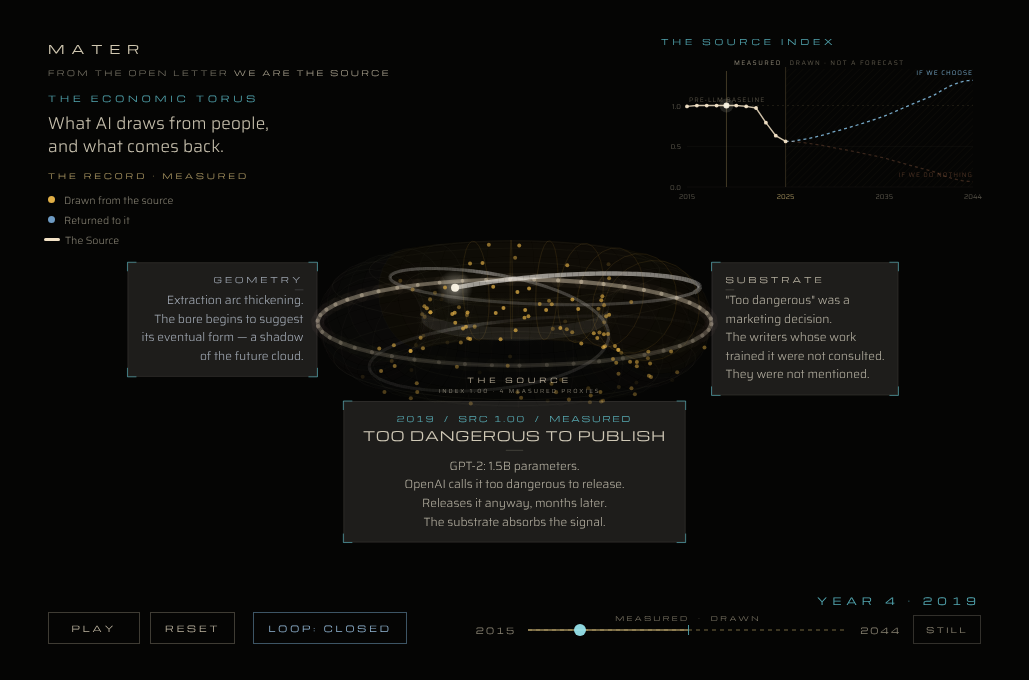 MATER
FROM THE OPEN LETTER WE ARE THE SOURCE
THE ECONOMIC TORUS
What AI draws from people,
and what comes back.
THE RECORD · MEASURED
Drawn from the source
Returned to it
The Source
THE SOURCE INDEX
MEASURED DRAWN · NOT A FORECAST
IF WE CHOOSE
PRE-LLM BASELINE
1.0
0.5
IF WE DO NOTHING
0.0
2015
2025
2035
2044
GEOMETRY
Extraction arc thickening.
The bore begins to suggest
its eventual form — a shadow
of the future cloud.
SUBSTRATE
"Too dangerous" was a
marketing decision.
The writers whose work
trained it were not consulted.
They were not mentioned.
THE SOURCE
INDEX 1.00 · 4 MEASURED PROXIES
2019 / SRC 1.00 / MEASURED
TOO DANGEROUS TO PUBLISH
GPT-2: 1.5B parameters.
OpenAI calls it too dangerous to release.
Releases it anyway, months later.
The substrate absorbs the signal.
YEAR 4 · 2019
PLAY
RESET
LOOP: CLOSED
MEASURED DRAWN
2015
2044
STILL